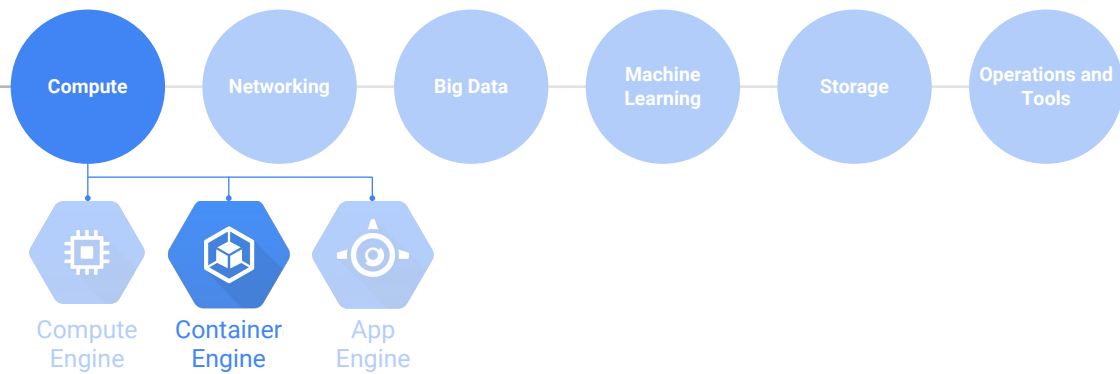 Compute
Networking
Big Data
Machine
Learning
Storage
Operations and
Tools
Compute
Engine
Container
Engine
App
Engine